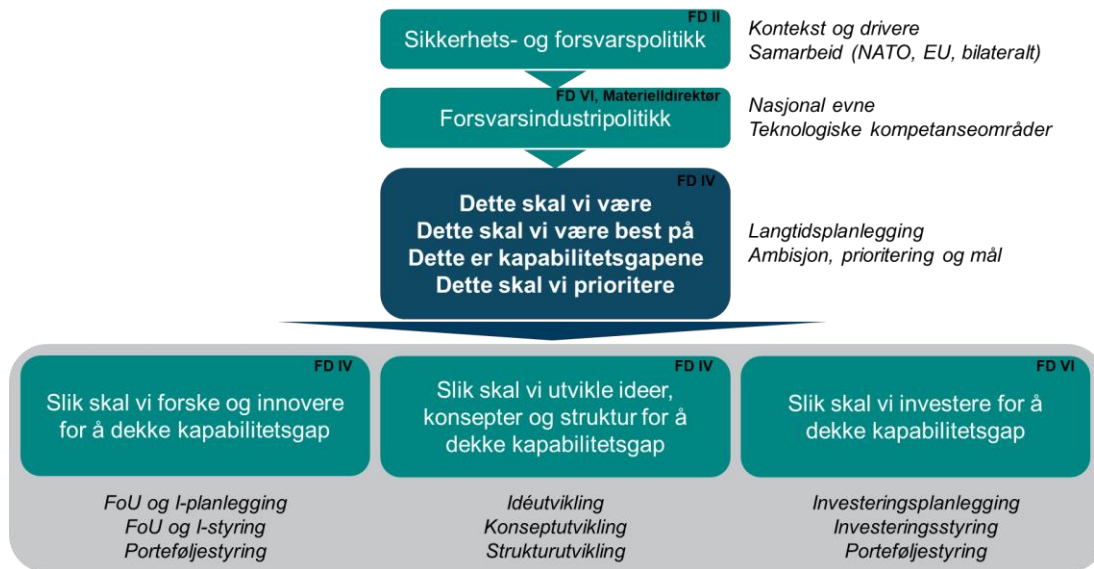 FD II
Sikkerhets- og forsvarspolitikk
Kontekst og drivere
Samarbeid (NATO, EU, bilateralt)
FD VI, Materielldirektør
Forsvarsindustripolitikk
Nasjonal evne
Teknologiske kompetanseområder
FD IV
Dette skal vi være
Dette skal vi være best på
Dette er kapabilitetsgapene
Dette skal vi prioritere
Langtidsplanlegging
Ambisjon, prioritering og mål
FD IV
Slik skal vi forske og innovere
for å dekke kapabilitetsgap
FoU og I-planlegging
FoU og I-styring
Porteføljestyring
FD IV
Slik skal vi utvikle ideer,
konsepter og struktur for å
dekke kapabilitetsgap
Idéutvikling
Konseptutvikling
Strukturutvikling
FD VI
Slik skal vi investere for å
dekke kapabilitetsgap
Investeringsplanlegging
Investeringsstyring
Porteføljestyring